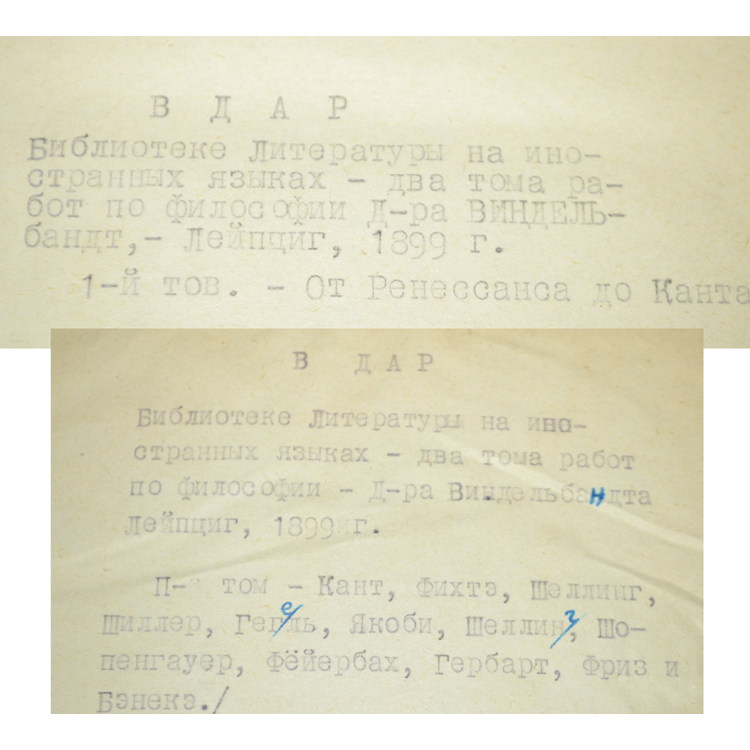 В ДАР
Библиотеке Литературы на ино-
странных языках - два тома ра-
бот по философии Д-ра ВИНДЕЛЬ-
бандт,- Лейпциг, 1899 г.
1-й тов. - От Ренессанса до Канта
В ДАР
Библиотеке Литературы на ино-
странных языках - два тома работ
по философии - Д-ра Виндельбандта
Лейпциг, 1899 г.
П-й том - Кант, Фихтэ, Шеллинг,
Шиллер, Гегель, Якоби, Шеллинг, Шо-
пенгауер, Фёйербах, Гербарт, Фриз и
Бэнекэ./